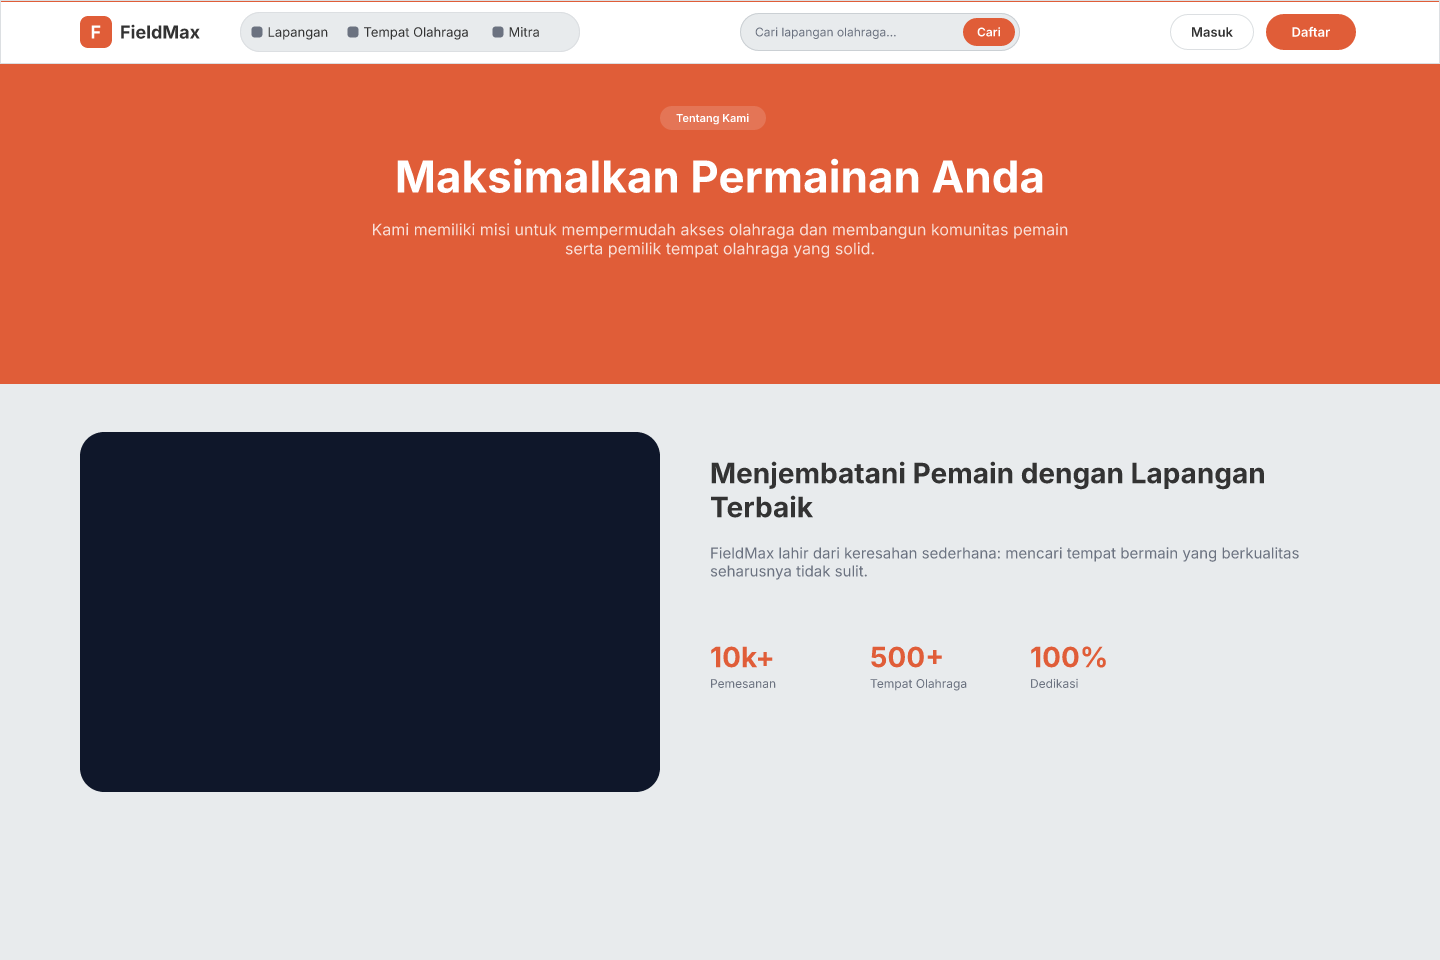 F FieldMax Lapangan Tempat Olahraga Mitra Cari lapangan olahraga... Cari Masuk Daftar
Tentang Kami
Maksimalkan Permainan Anda
Kami memiliki misi untuk mempermudah akses olahraga dan membangun komunitas pemain
serta pemilik tempat olahraga yang solid.
Menjembatani Pemain dengan Lapangan
Terbaik
FieldMax lahir dari keresahan sederhana: mencari tempat bermain yang berkualitas
seharusnya tidak sulit.
10k+ 500+ 100%
Pemesanan Tempat Olahraga Dedikasi